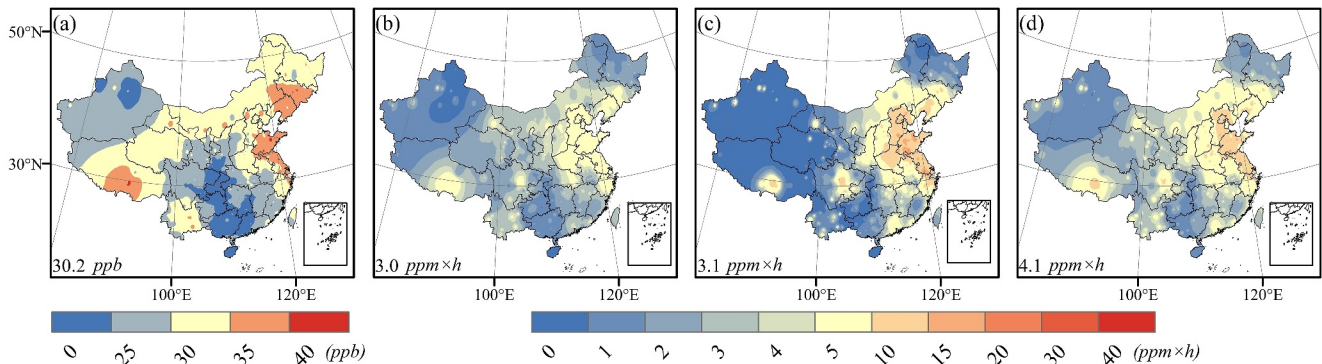 (a) (b) (c) (d)
50°N
30°N
30.2 ppb 3.0 ppm×h 3.1 ppm×h 4.1 ppm×h
100°E 120°E 100°E 120°E 100°E 120°E 100°E 120°E
0 25 30 35 40 (ppb) 0 1 2 3 4 5 10 15 20 30 40 (ppm×h)